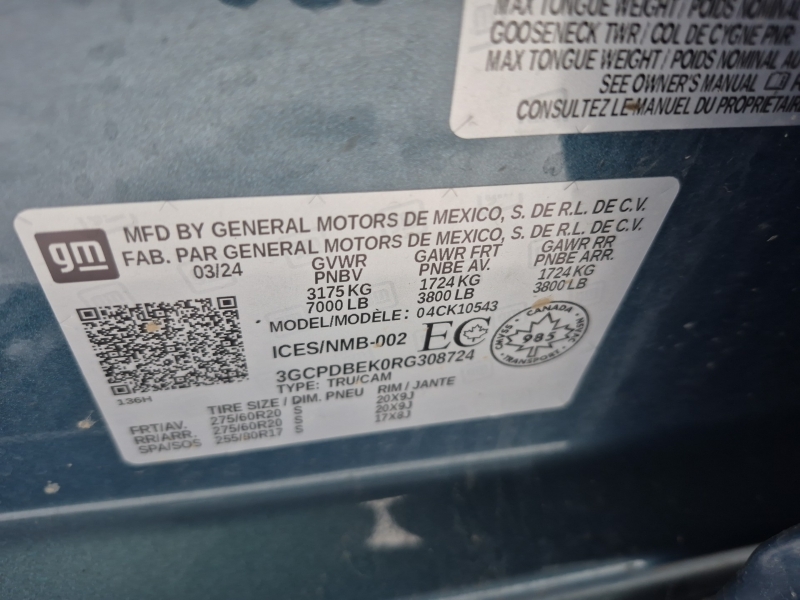 MAX TONGUE WEIGHT / POIDS NOMINAL
GOOSENECK TWR / COL DE CYGNE PNR
MAX TONGUE WEIGHT / POIDS NOMINAL AU
SEE OWNER'S MANUAL
CONSULTEZ LE MANUEL DU PROPRIÉTAIRE
gm
MFD BY GENERAL MOTORS DE MEXICO, S. DE R.L. DE C.V.
FAB. PAR GENERAL MOTORS DE MEXICO, S. DE R.L. DE C.V.
03/24 GVWR GAWR FRT GAWR RR
PNBV PNBE AV. PNBE ARR.
3175 KG 1724 KG 1724 KG
7000 LB 3800 LB 3800 LB
MODEL/MODÈLE: 04CK10543
ICES/NMB-002 EC
CANADA
985
TRANSPORT
3GCPDBEK0RG308724
TYPE: TRU/CAM
136H
TIRE SIZE / DIM. PNEU RIM / JANTE
FRT/AV. 275/60R20 S 20X9J
RR/ARR. 275/60R20 S 20X9J
SPA/SOS 255/80R17 S 17X8J